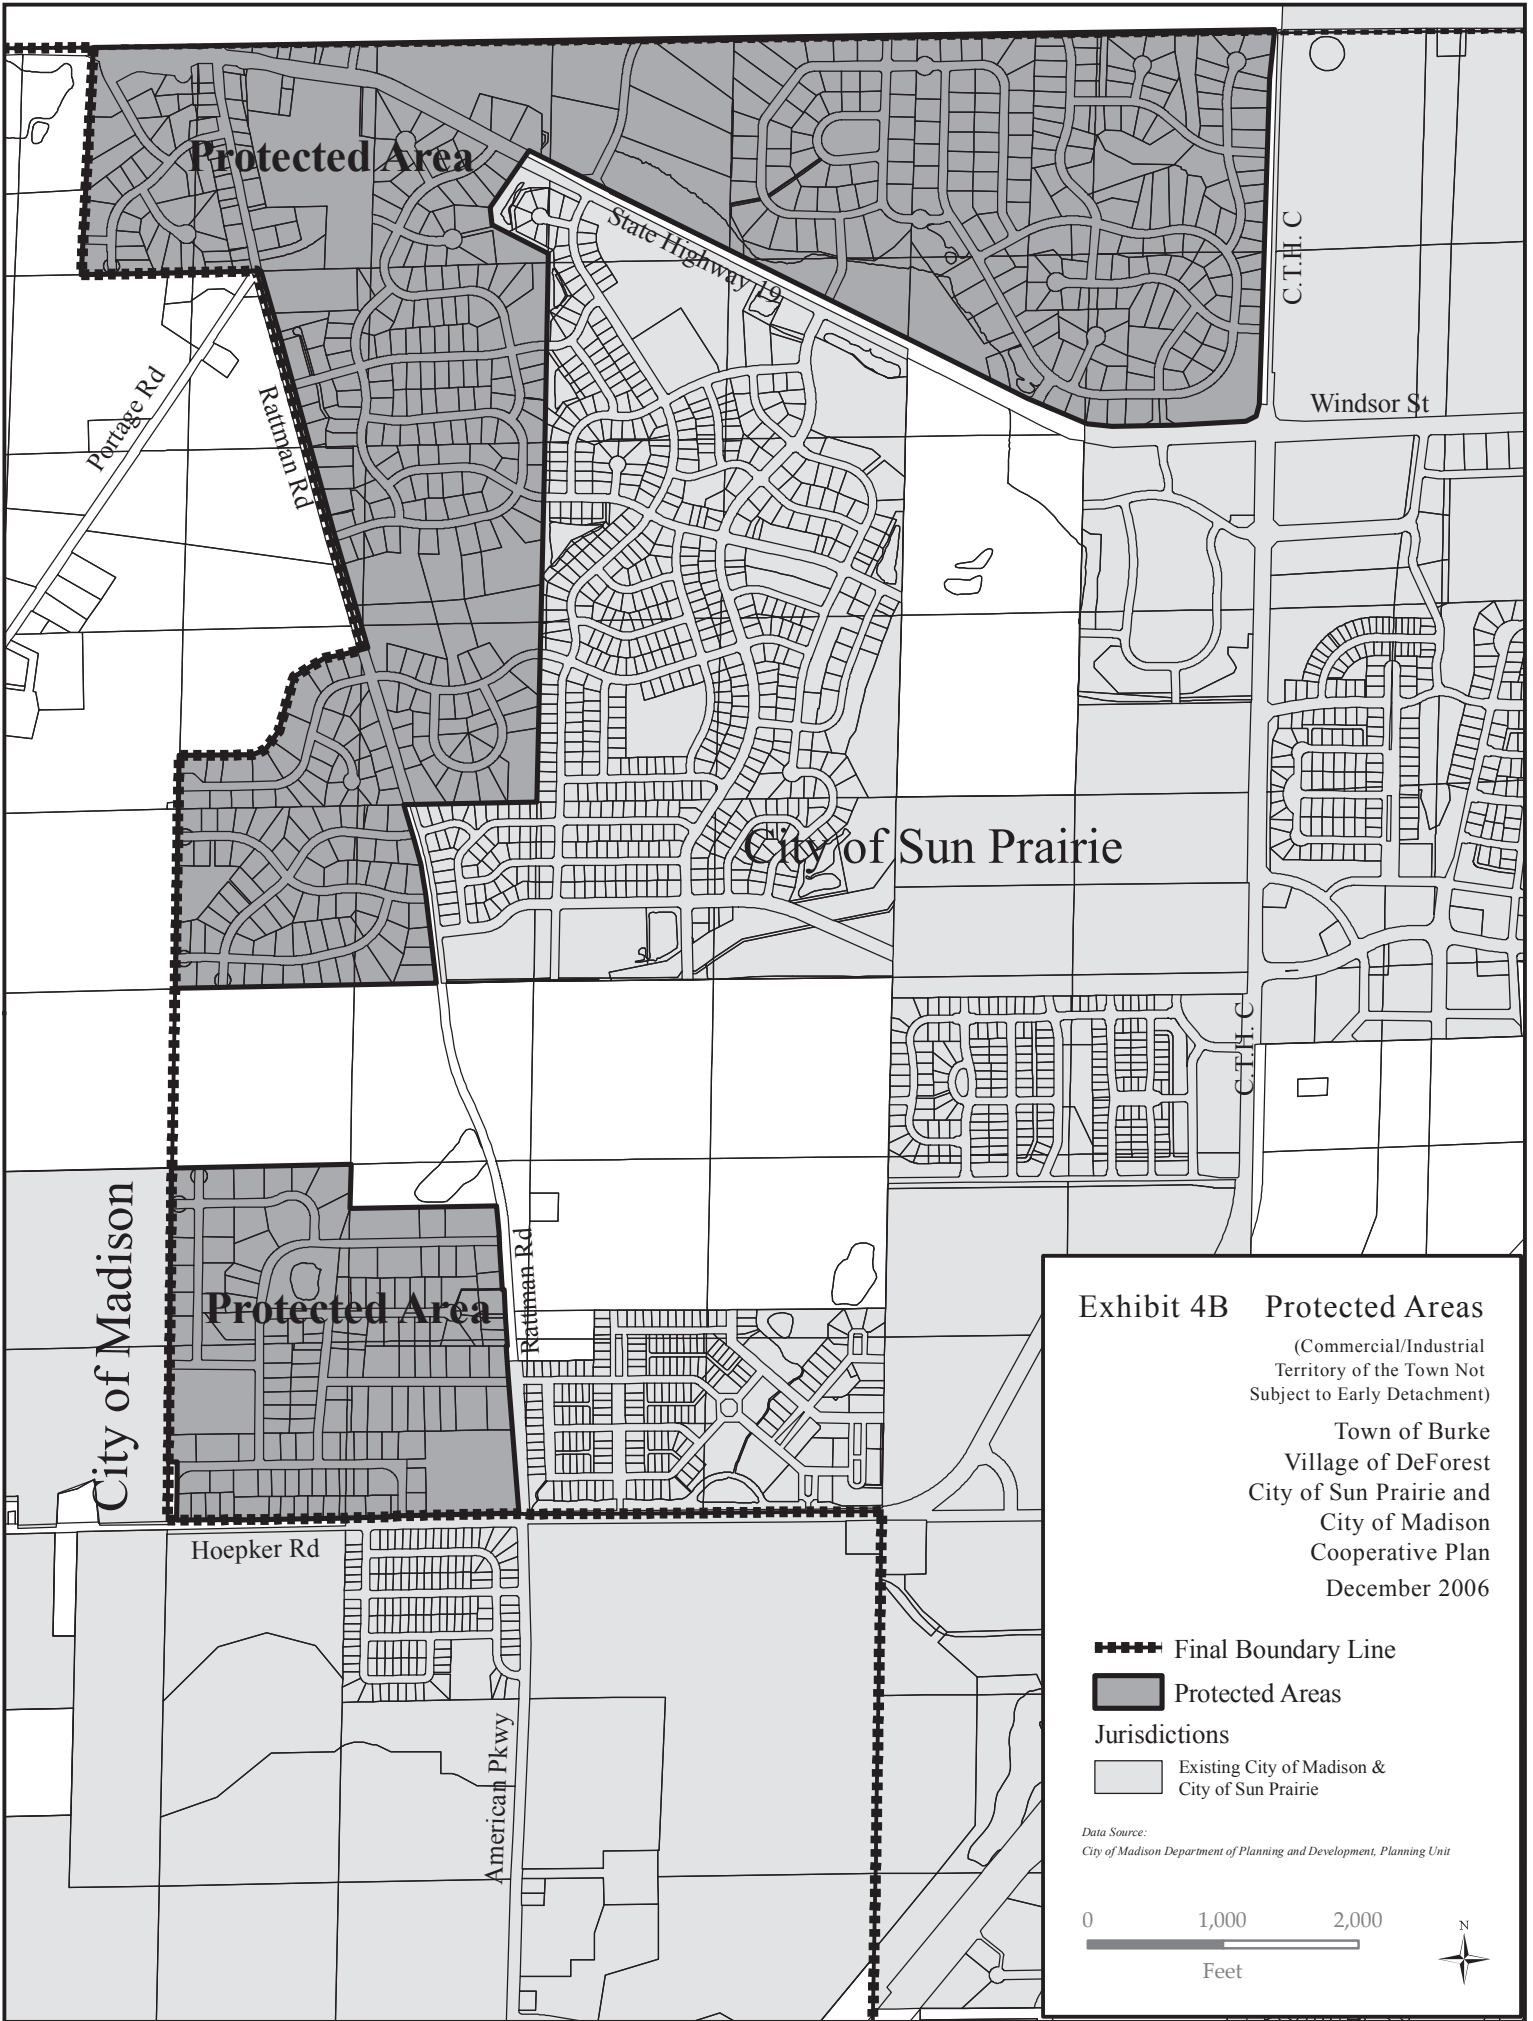 Protected Area
State Highway 19
C.T.H. C
Windsor St
Portage Rd
Rattman Rd
City of Sun Prairie
C.T.H. C
City of Madison
Rattman Rd
Protected Area
Hoepker Rd
American Pkwy
Exhibit 4B Protected Areas
(Commercial/Industrial
Territory of the Town Not
Subject to Early Detachment)
Town of Burke
Village of DeForest
City of Sun Prairie and
City of Madison
Cooperative Plan
December 2006
Final Boundary Line
Protected Areas
Jurisdictions
Existing City of Madison &
City of Sun Prairie
Data Source:
City of Madison Department of Planning and Development, Planning Unit
0 1,000 2,000
Feet
N